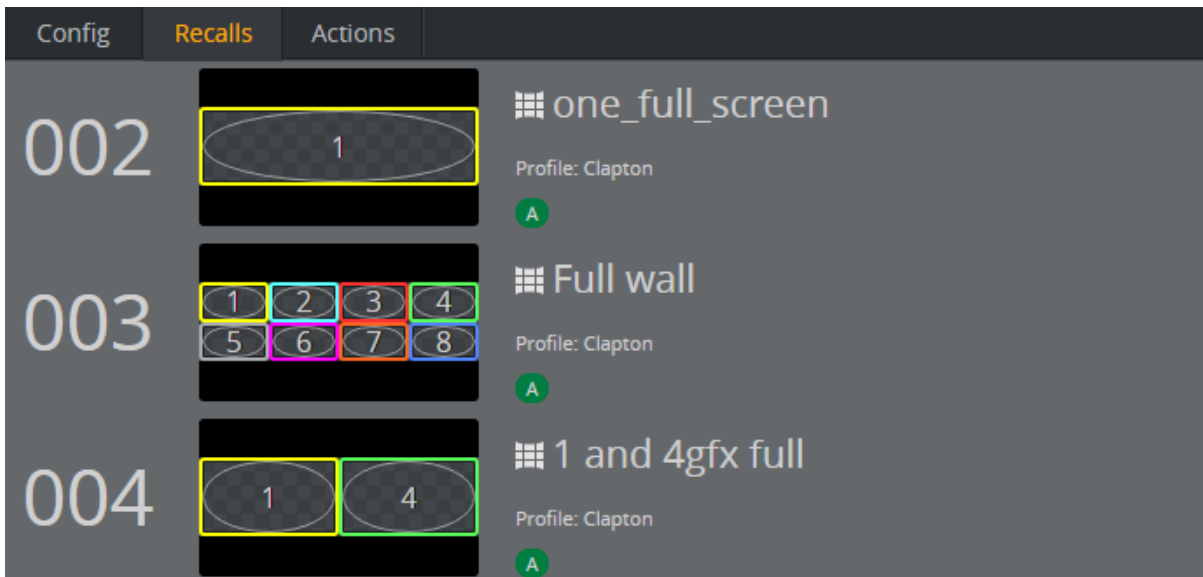 Config Recalls Actions
002
1
one_full_screen
Profile: Clapton
A
003
1 2 3 4
5 6 7 8
Full wall
Profile: Clapton
A
004
1 4
1 and 4gfx full
Profile: Clapton
A